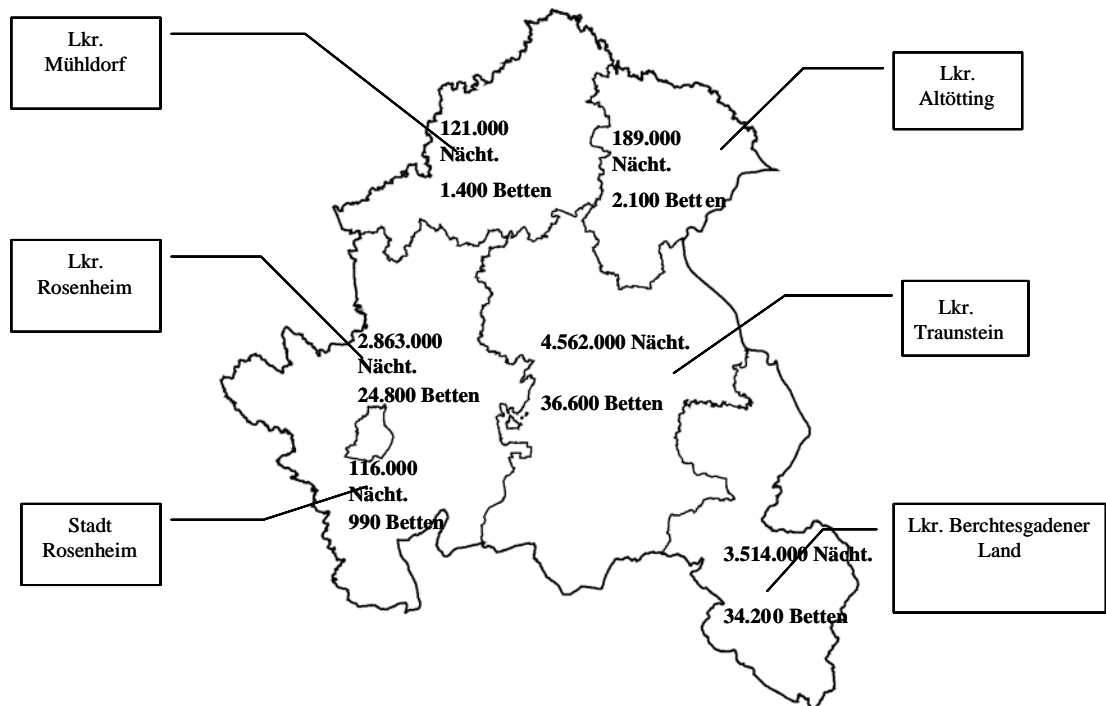 Lkr.
Mühldorf
Lkr.
Altötting
121.000
Nächt.
1.400 Betten
189.000
Nächt.
2.100 Betten
Lkr.
Rosenheim
Lkr.
Traunstein
2.863.000
Nächt.
24.800 Betten
4.562.000 Nächt.
36.600 Betten
116.000
Nächt.
990 Betten
Stadt
Rosenheim
Lkr. Berchtesgadener
Land
3.514.000 Nächt.
34.200 Betten